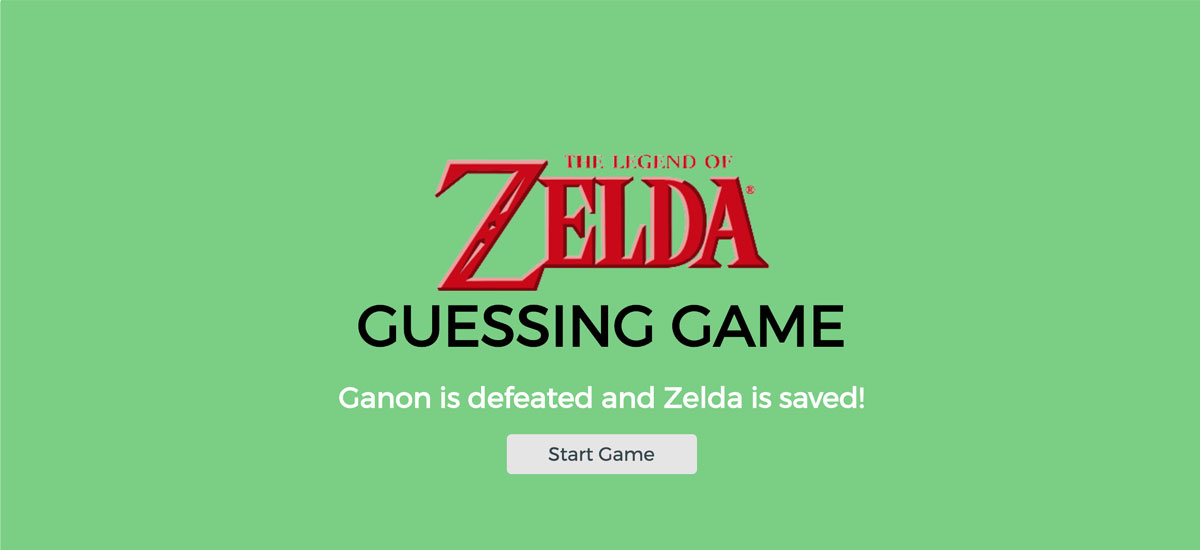 THE LEGEND OF
ZELDA®
GUESSING GAME
Ganon is defeated and Zelda is saved!
Start Game